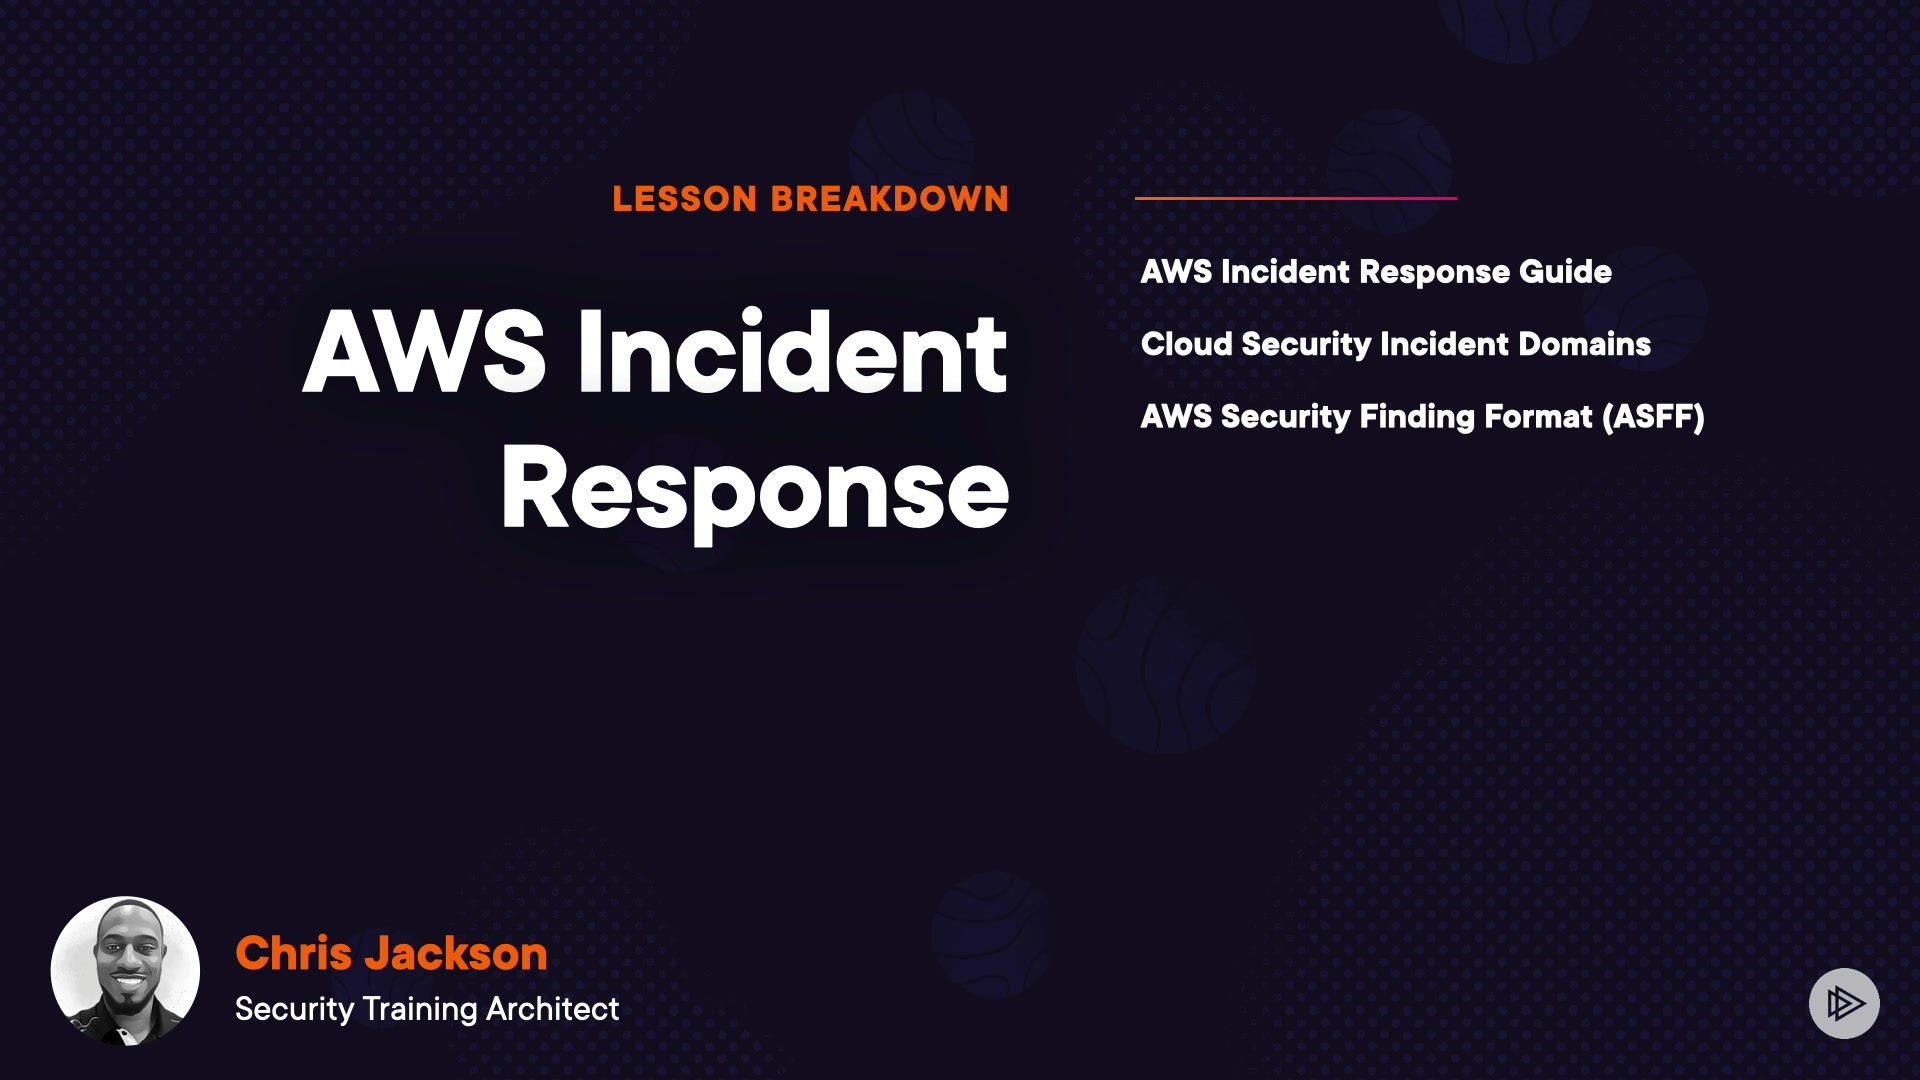 LESSON BREAKDOWN
AWS Incident
Response
AWS Incident Response Guide
Cloud Security Incident Domains
AWS Security Finding Format (ASFF)
Chris Jackson
Security Training Architect